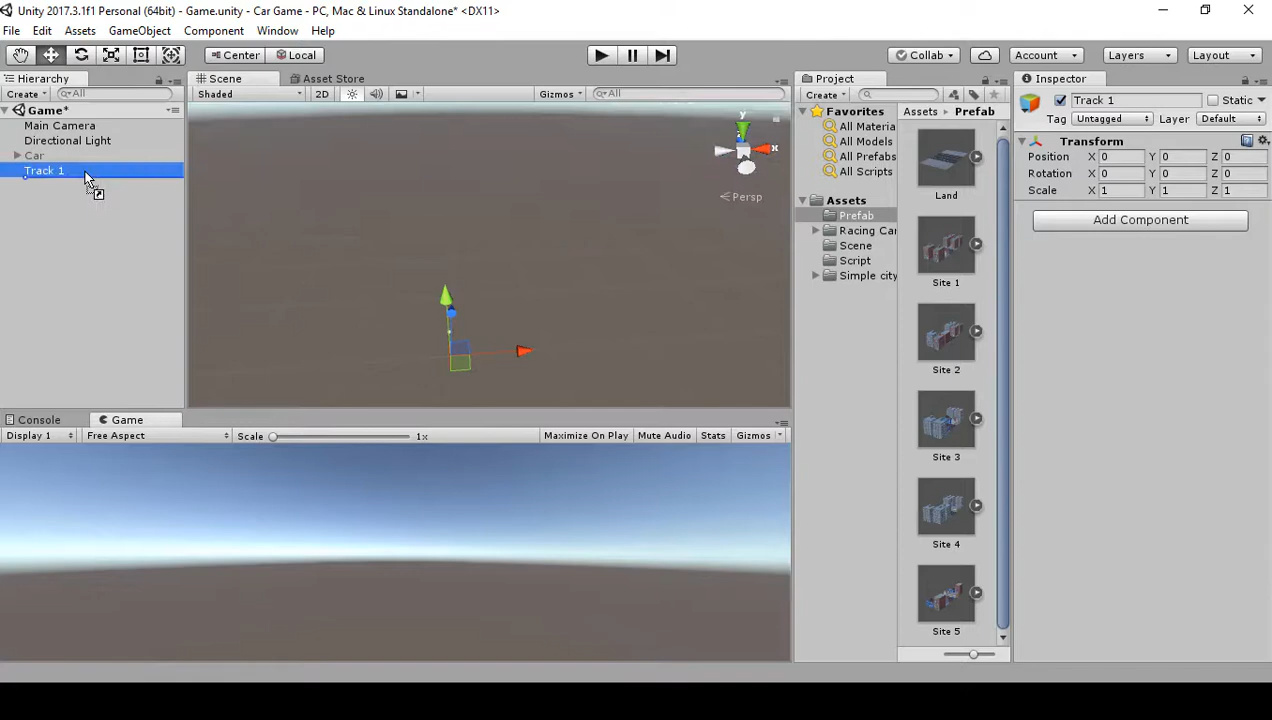 Unity 2017.3.1f1 Personal (64bit) - Game.unity - Car Game - PC, Mac & Linux Standalone* <DX11>
File Edit Assets GameObject Component Window Help
Center Local Collab Account Layers Layout
Hierarchy Scene Asset Store Project Inspector
Create All Shaded 2D Gizmos All Create
Game*
Main Camera
Directional Light
Car
Track 1
y
x
Persp
Favorites
All Materia
All Models
All Prefabs
All Scripts
Assets
Prefab
Racing Car
Scene
Script
Simple city
Assets Prefab
Land
Site 1
Site 2
Site 3
Site 4
Site 5
Track 1 Static
Tag Untagged Layer Default
Transform
Position X 0 Y 0 Z 0
Rotation X 0 Y 0 Z 0
Scale X 1 Y 1 Z 1
Add Component
Console Game
Display 1 Free Aspect Scale 1x Maximize On Play Mute Audio Stats Gizmos